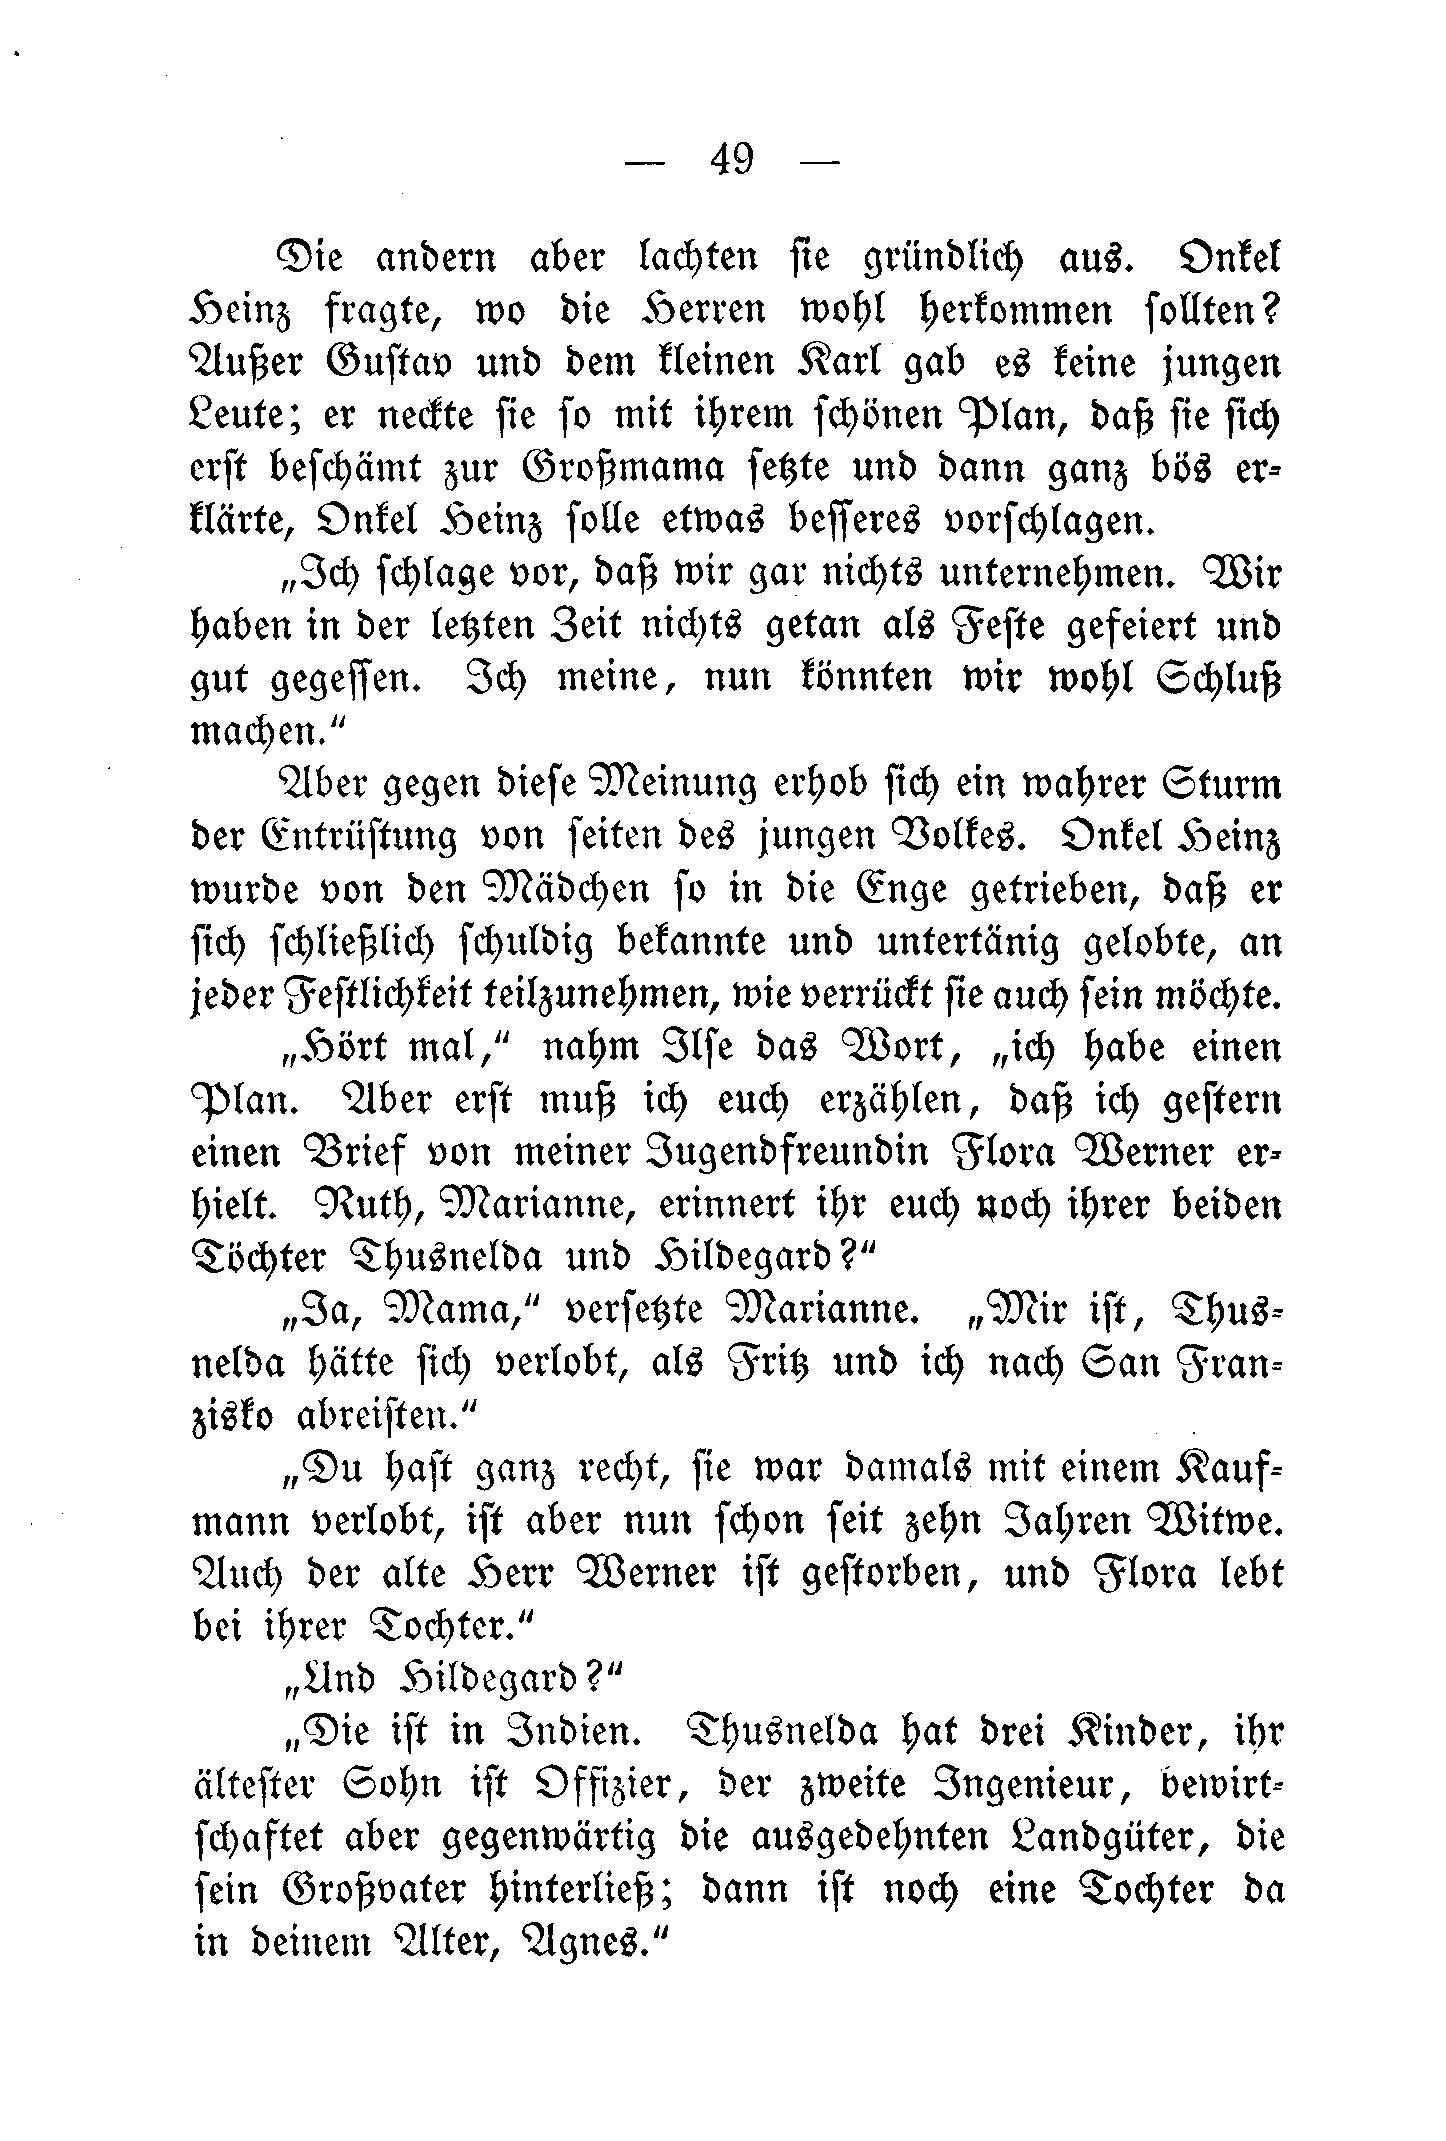 — 49 —
Die andern aber lachten sie gründlich aus. Onkel
Heinz fragte, wo die Herren wohl herkommen sollten?
Außer Gustav und dem kleinen Karl gab es keine jungen
Leute; er neckte sie so mit ihrem schönen Plan, daß sie sich
erst beschämt zur Großmama setzte und dann ganz bös er-
klärte, Onkel Heinz solle etwas besseres vorschlagen.
„Ich schlage vor, daß wir gar nichts unternehmen. Wir
haben in der letzten Zeit nichts getan als Feste gefeiert und
gut gegessen. Ich meine, nun könnten wir wohl Schluß
machen.“
Aber gegen diese Meinung erhob sich ein wahrer Sturm
der Entrüstung von seiten des jungen Volkes. Onkel Heinz
wurde von den Mädchen so in die Enge getrieben, daß er
sich schließlich schuldig bekannte und untertänig gelobte, an
jeder Festlichkeit teilzunehmen, wie verrückt sie auch sein möchte.
„Hört mal,“ nahm Ilse das Wort, „ich habe einen
Plan. Aber erst muß ich euch erzählen, daß ich gestern
einen Brief von meiner Jugendfreundin Flora Werner er-
hielt. Ruth, Marianne, erinnert ihr euch noch ihrer beiden
Töchter Thusnelda und Hildegard?“
„Ja, Mama,“ versetzte Marianne. „Mir ist, Thus-
nelda hätte sich verlobt, als Fritz und ich nach San Fran-
zisko abreisten.“
„Du hast ganz recht, sie war damals mit einem Kauf-
mann verlobt, ist aber nun schon seit zehn Jahren Witwe.
Auch der alte Herr Werner ist gestorben, und Flora lebt
bei ihrer Tochter.“
„Und Hildegard?“
„Die ist in Indien. Thusnelda hat drei Kinder, ihr
ältester Sohn ist Offizier, der zweite Ingenieur, bewirt-
schaftet aber gegenwärtig die ausgedehnten Landgüter, die
sein Großvater hinterließ; dann ist noch eine Tochter da
in deinem Alter, Agnes.“